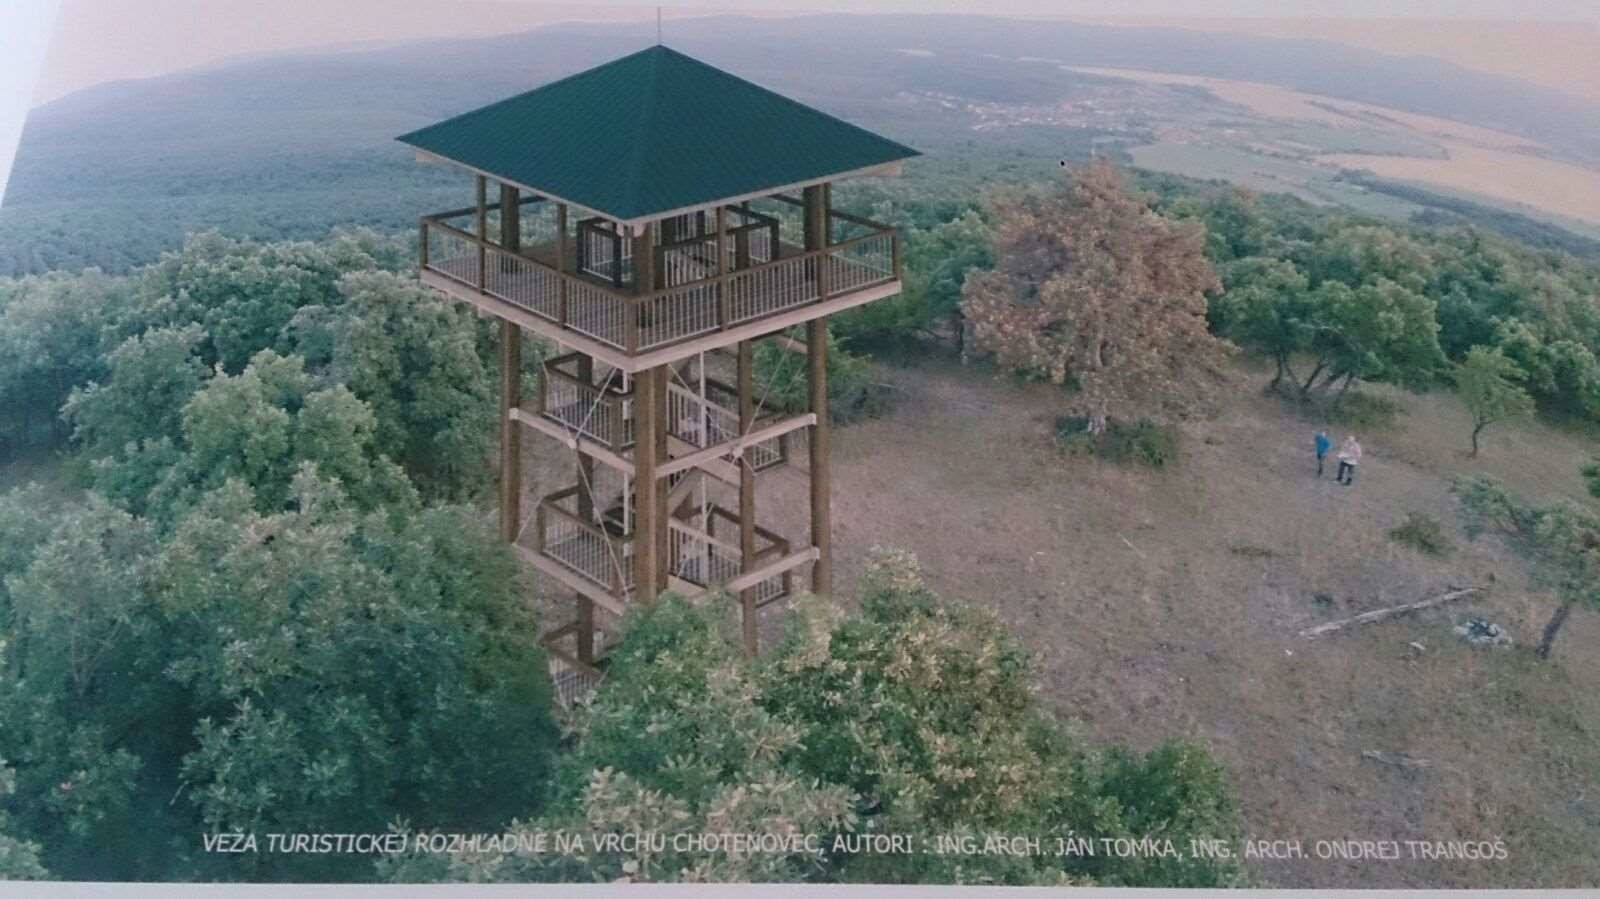 VEŽA TURISTICKEJ ROZHĽADNE NA VRCHU CHOTENOVEC, AUTORI : ING.ARCH. JÁN TOMKA, ING. ARCH. ONDREJ TRANGOŠ